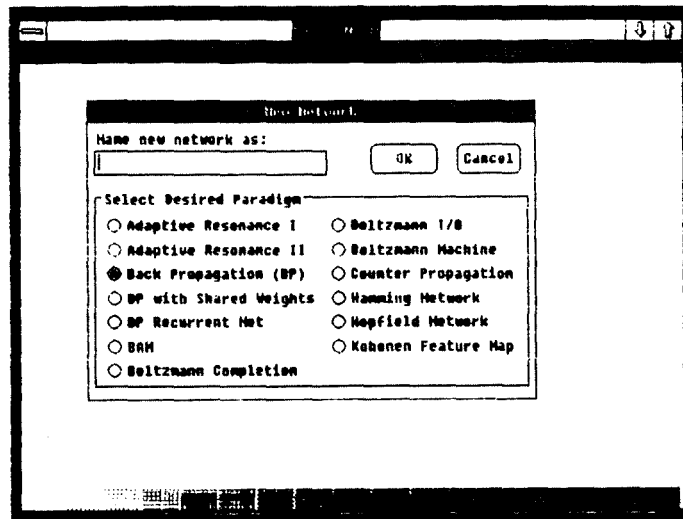 New Network
Name new network as:
OK
Cancel
Select Desired Paradigm
Adaptive Resonance I
Adaptive Resonance II
Back Propagation (BP)
BP with Shared Weights
BP Recurrent Net
BAM
Boltzmann Completion
Boltzmann I/O
Boltzmann Machine
Counter Propagation
Hamming Network
Hopfield Network
Kohonen Feature Map